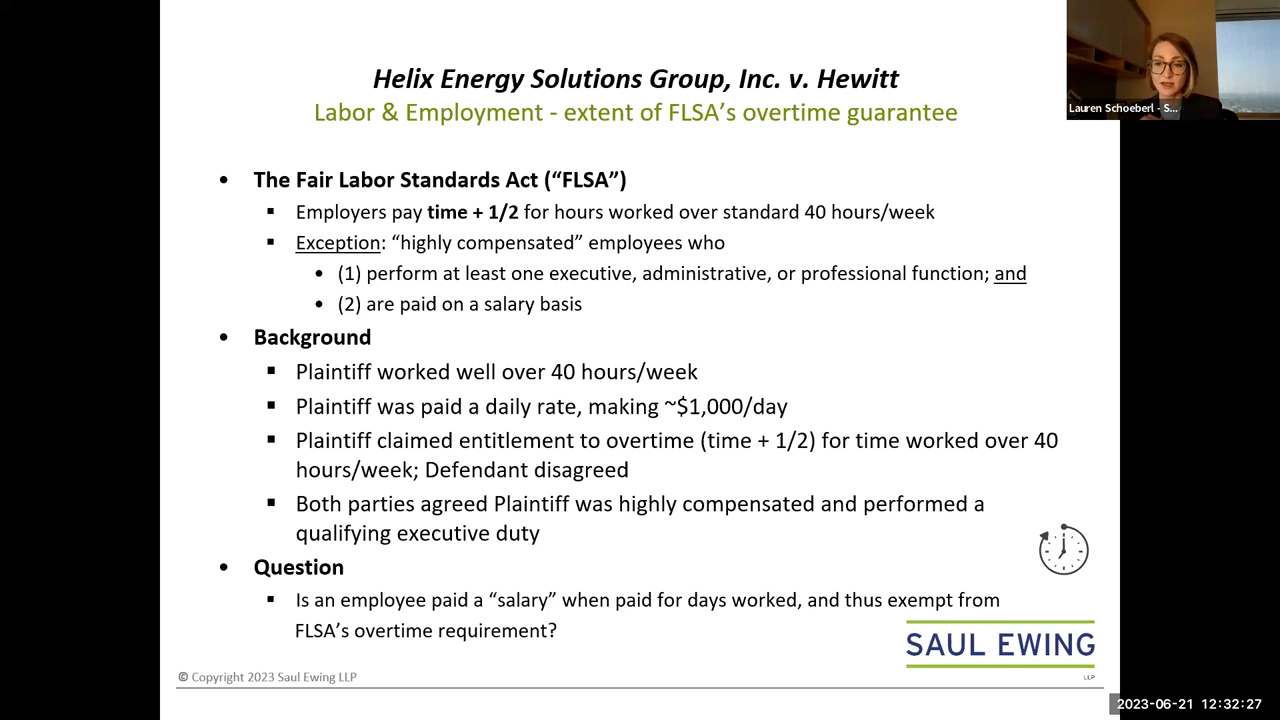 Helix Energy Solutions Group, Inc. v. Hewitt
Labor & Employment - extent of FLSA's overtime guarantee
Lauren Schoeberl - S...
• The Fair Labor Standards Act (“FLSA”)
▪ Employers pay time + 1/2 for hours worked over standard 40 hours/week
▪ Exception: “highly compensated” employees who
• (1) perform at least one executive, administrative, or professional function; and
• (2) are paid on a salary basis
• Background
▪ Plaintiff worked well over 40 hours/week
▪ Plaintiff was paid a daily rate, making ~$1,000/day
▪ Plaintiff claimed entitlement to overtime (time + 1/2) for time worked over 40
hours/week; Defendant disagreed
▪ Both parties agreed Plaintiff was highly compensated and performed a
qualifying executive duty
• Question
▪ Is an employee paid a “salary” when paid for days worked, and thus exempt from
FLSA's overtime requirement?
SAUL EWING
LLP
© Copyright 2023 Saul Ewing LLP
2023-06-21 12:32:27